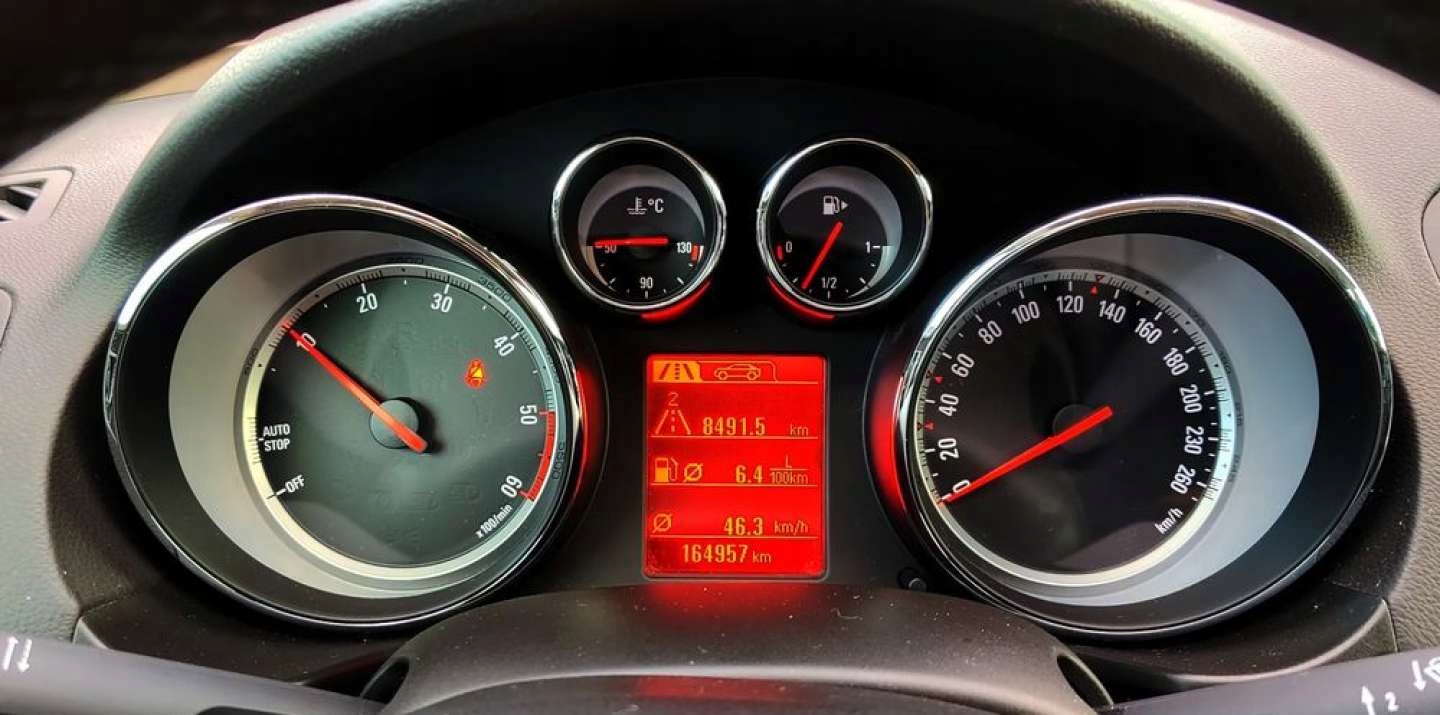 °C
50 130
90
0 1
1/2
10 20 30 40 50 60
AUTO
STOP
OFF
x100/min
2
8491.5 km
6.4 L
100km
46.3 km/h
164957 km
0 20 40 60 80 100 120 140 160 180 200 230 260
km/h
2